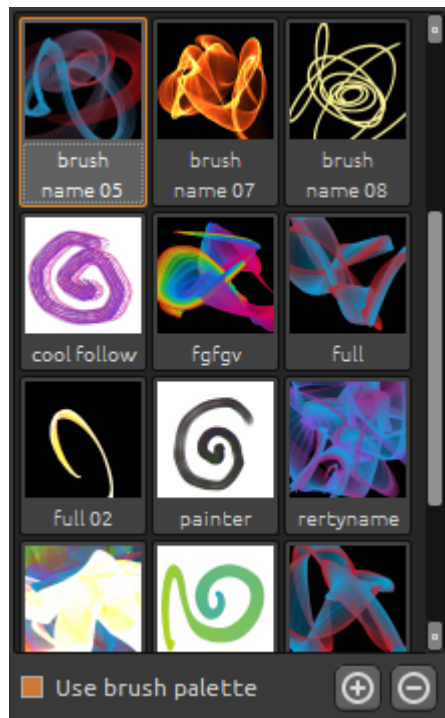 brush
name 05
brush
name 07
brush
name 08
cool follow
fgfgv
full
full 02
painter
rertyname
Use brush palette